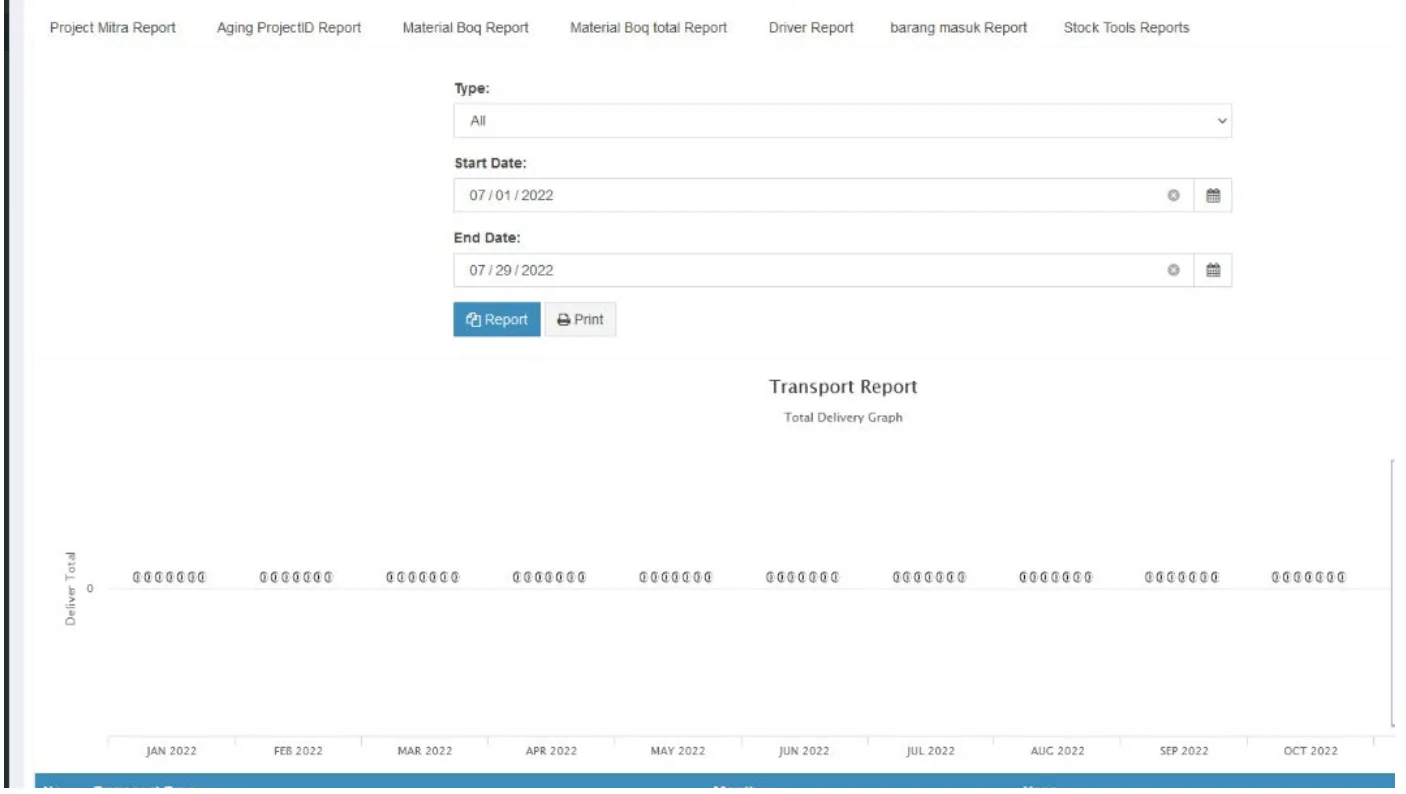 Project Mitra Report Aging ProjectID Report Material Boq Report Material Boq total Report Driver Report barang masuk Report Stock Tools Reports
Type:
All
Start Date:
07/01/2022
End Date:
07/29/2022
Report Print
Transport Report
Total Delivery Graph
Deliver Total
0 0000000 0000000 0000000 0000000 0000000 0000000 0000000 0000000 0000000 0000000
JAN 2022 FEB 2022 MAR 2022 APR 2022 MAY 2022 JUN 2022 JUL 2022 AUG 2022 SEP 2022 OCT 2022